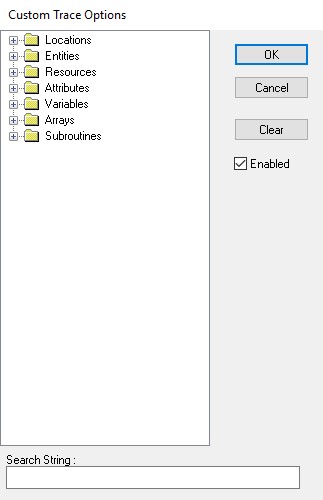 Custom Trace Options
Locations
Entities
Resources
Attributes
Variables
Arrays
Subroutines
OK
Cancel
Clear
Enabled
Search String :